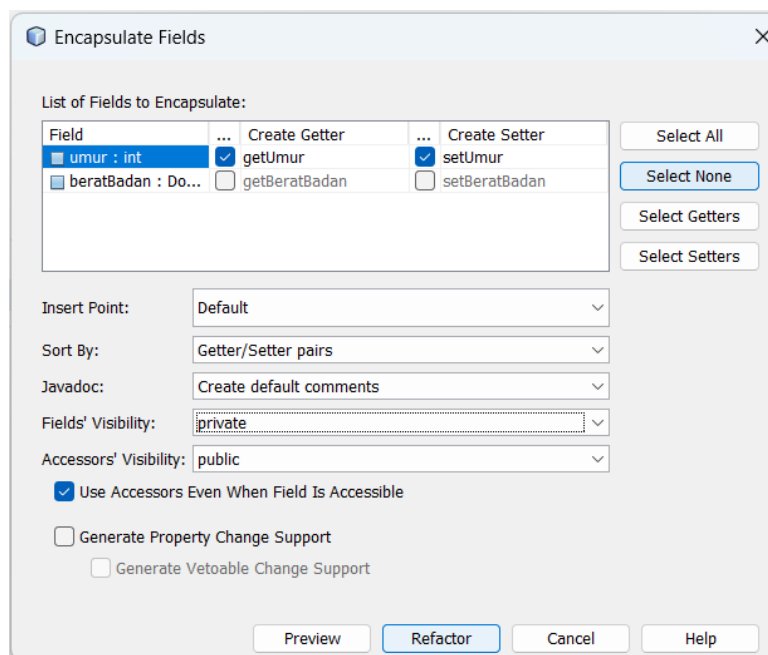 Encapsulate Fields
List of Fields to Encapsulate:
Field ... Create Getter ... Create Setter
umur : int getUmur setUmur
beratBadan : Do... getBeratBadan setBeratBadan
Select All
Select None
Select Getters
Select Setters
Insert Point: Default
Sort By: Getter/Setter pairs
Javadoc: Create default comments
Fields' Visibility: private
Accessors' Visibility: public
Use Accessors Even When Field Is Accessible
Generate Property Change Support
Generate Vetoable Change Support
Preview Refactor Cancel Help